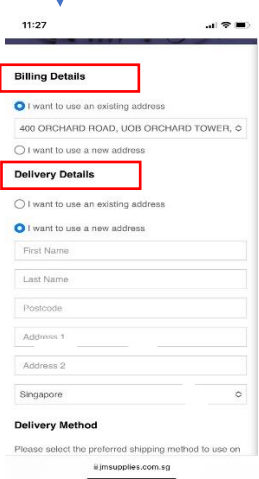 11:27
Billing Details
I want to use an existing address
400 ORCHARD ROAD, UOB ORCHARD TOWER,
I want to use a new address
Delivery Details
I want to use an existing address
I want to use a new address
First Name
Last Name
Postcode
Address 1
Address 2
Singapore
Delivery Method
Please select the preferred shipping method to use on
jmsupplies.com.sg